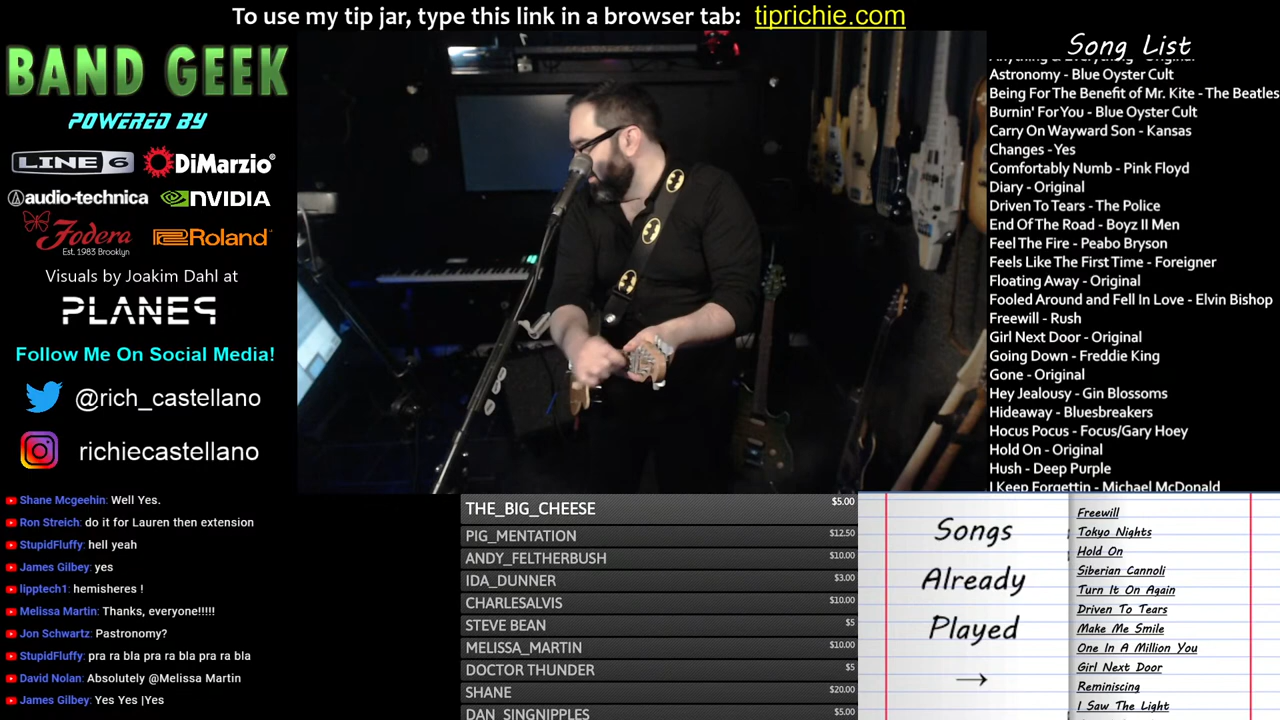 To use my tip jar, type this link in a browser tab: tiprichie.com
BAND GEEK
POWERED BY
LINE 6
DiMarzio
audio-technica
NVIDIA
Fodera
Est. 1983 Brooklyn
Roland
Visuals by Joakim Dahl at
PLANE9
Follow Me On Social Media!
@rich_castellano
richiecastellano
Shane Mcgeehin: Well Yes.
Ron Streich: do it for Lauren then extension
StupidFluffy: hell yeah
James Gilbey: yes
lipptech1: hemisheres !
Melissa Martin: Thanks, everyone!!!!!
Jon Schwartz: Pastronomy?
StupidFluffy: pra ra bla pra ra bla pra ra bla
David Nolan: Absolutely @Melissa Martin
James Gilbey: Yes Yes |Yes
THE_BIG_CHEESE $5.00
PIG_MENTATION $12.50
ANDY_FELTHERBUSH $10.00
IDA_DUNNER $3.00
CHARLESALVIS $10.00
STEVE BEAN $5
MELISSA_MARTIN $10.00
DOCTOR THUNDER $5
SHANE $20.00
DAN_SINGNIPPLES $5.00
Song List
Anything & Everything - Original
Astronomy - Blue Oyster Cult
Being For The Benefit of Mr. Kite - The Beatles
Burnin' For You - Blue Oyster Cult
Carry On Wayward Son - Kansas
Changes - Yes
Comfortably Numb - Pink Floyd
Diary - Original
Driven To Tears - The Police
End Of The Road - Boyz II Men
Feel The Fire - Peabo Bryson
Feels Like The First Time - Foreigner
Floating Away - Original
Fooled Around and Fell In Love - Elvin Bishop
Freewill - Rush
Girl Next Door - Original
Going Down - Freddie King
Gone - Original
Hey Jealousy - Gin Blossoms
Hideaway - Bluesbreakers
Hocus Pocus - Focus/Gary Hoey
Hold On - Original
Hush - Deep Purple
I Keep Forgettin - Michael McDonald
Songs
Already
Played
→
Freewill
Tokyo Nights
Hold On
Siberian Cannoli
Turn It On Again
Driven To Tears
Make Me Smile
One In A Million You
Girl Next Door
Reminiscing
I Saw The Light